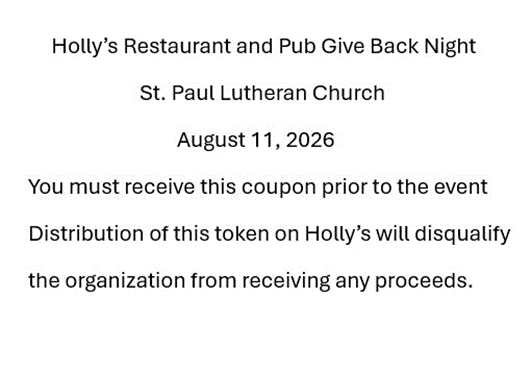 Holly’s Restaurant and Pub Give Back Night
St. Paul Lutheran Church
August 11, 2026
You must receive this coupon prior to the event
Distribution of this token on Holly’s will disqualify
the organization from receiving any proceeds.